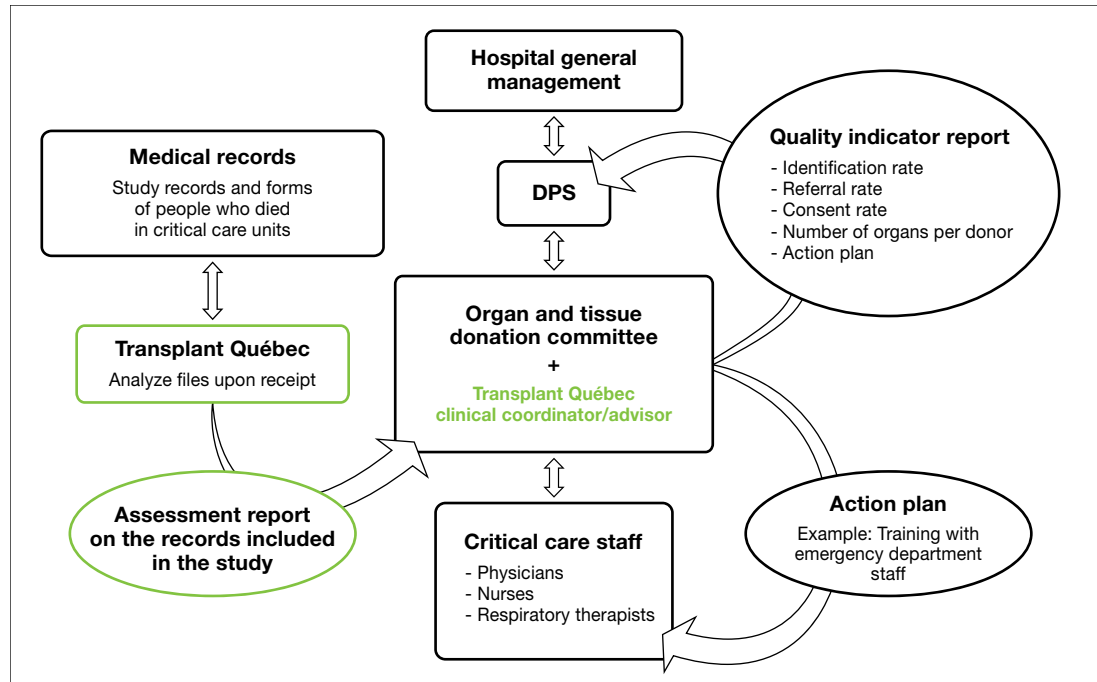 Hospital general
management
Medical records
Study records and forms
of people who died
in critical care units
DPS
Quality indicator report
- Identification rate
- Referral rate
- Consent rate
- Number of organs per donor
- Action plan
Transplant Québec
Analyze files upon receipt
Organ and tissue
donation committee
+
Transplant Québec
clinical coordinator/advisor
Assessment report
on the records included
in the study
Critical care staff
- Physicians
- Nurses
- Respiratory therapists
Action plan
Example: Training with
emergency department
staff